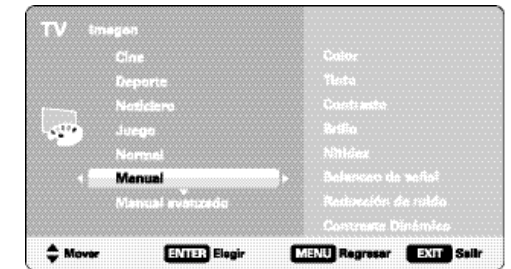 TV Imagen
Cine
Deporte
Noticiero
Juego
Normal
Manual
Manual avanzado
Color
Tinte
Contraste
Brillo
Nitidez
Balanceo de señal
Reducción de ruido
Contraste Dinámico
Mover ENTER Elegir MENU Regresar EXIT Salir